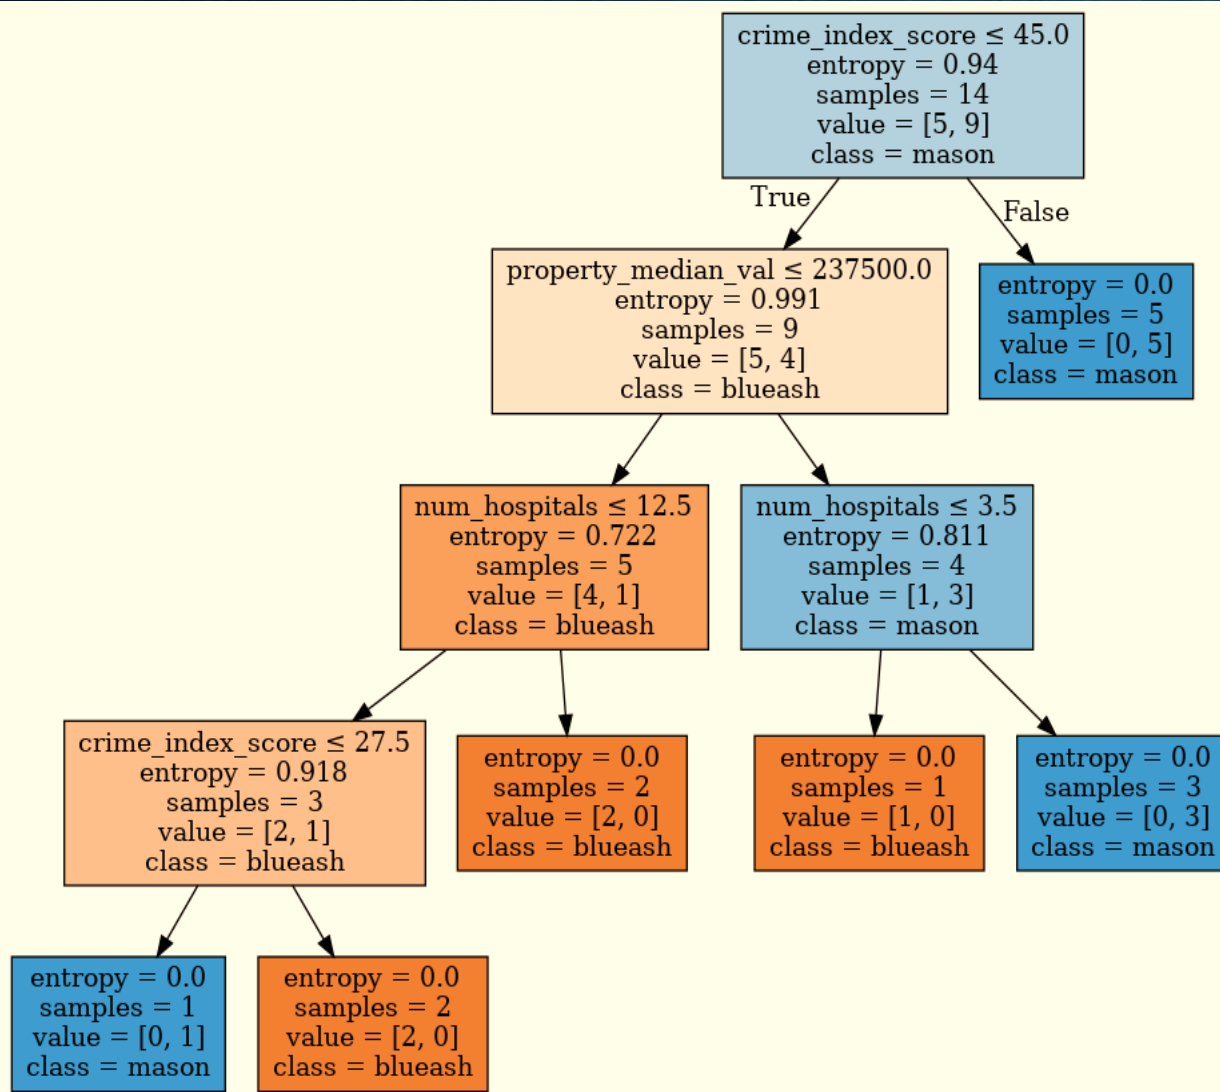 crime_index_score ≤ 45.0
entropy = 0.94
samples = 14
value = [5, 9]
class = mason
True
False
property_median_val ≤ 237500.0
entropy = 0.991
samples = 9
value = [5, 4]
class = blueash
entropy = 0.0
samples = 5
value = [0, 5]
class = mason
num_hospitals ≤ 12.5
entropy = 0.722
samples = 5
value = [4, 1]
class = blueash
num_hospitals ≤ 3.5
entropy = 0.811
samples = 4
value = [1, 3]
class = mason
crime_index_score ≤ 27.5
entropy = 0.918
samples = 3
value = [2, 1]
class = blueash
entropy = 0.0
samples = 2
value = [2, 0]
class = blueash
entropy = 0.0
samples = 1
value = [1, 0]
class = blueash
entropy = 0.0
samples = 3
value = [0, 3]
class = mason
entropy = 0.0
samples = 1
value = [0, 1]
class = mason
entropy = 0.0
samples = 2
value = [2, 0]
class = blueash